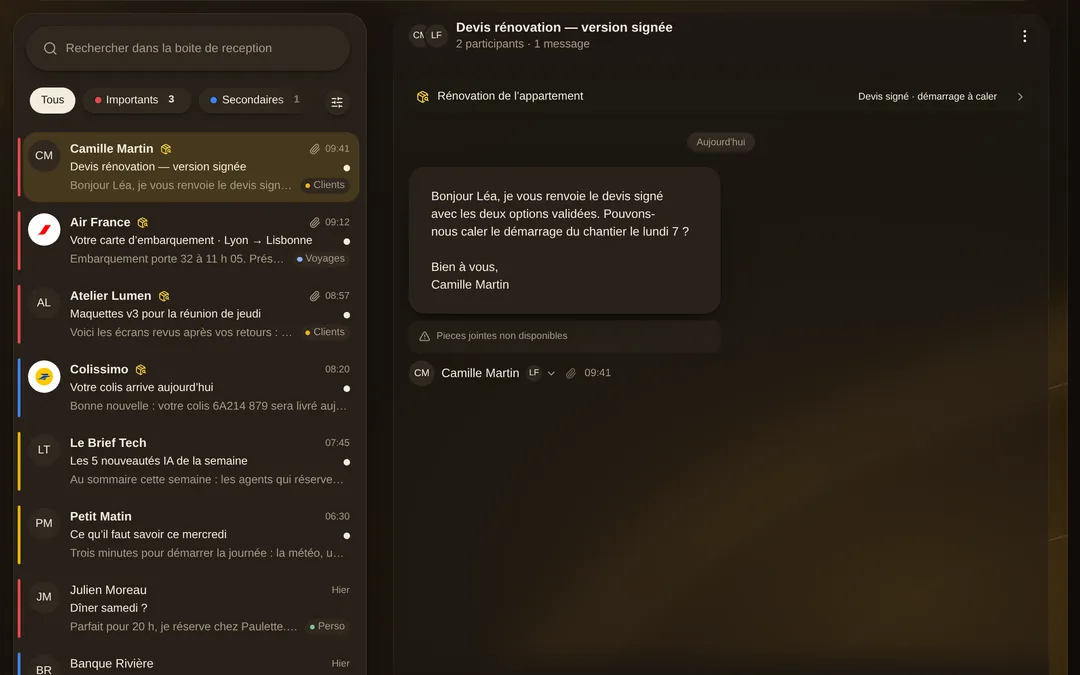 Rechercher dans la boite de reception
Tous
Importants 3
Secondaires 1
CM
Camille Martin
09:41
Devis rénovation — version signée
Bonjour Léa, je vous renvoie le devis sign…
Clients
Air France
09:12
Votre carte d’embarquement · Lyon → Lisbonne
Embarquement porte 32 à 11 h 05. Prés…
Voyages
AL
Atelier Lumen
08:57
Maquettes v3 pour la réunion de jeudi
Voici les écrans revus après vos retours : …
Clients
Colissimo
08:20
Votre colis arrive aujourd’hui
Bonne nouvelle : votre colis 6A214 879 sera livré auj…
LT
Le Brief Tech
07:45
Les 5 nouveautés IA de la semaine
Au sommaire cette semaine : les agents qui réserve…
PM
Petit Matin
06:30
Ce qu’il faut savoir ce mercredi
Trois minutes pour démarrer la journée : la météo, u…
JM
Julien Moreau
Hier
Dîner samedi ?
Parfait pour 20 h, je réserve chez Paulette.…
Perso
BR
Banque Rivière
Hier
LF
Devis rénovation — version signée
2 participants · 1 message
Rénovation de l’appartement
Devis signé · démarrage à caler
Aujourd'hui
Bonjour Léa, je vous renvoie le devis signé
avec les deux options validées. Pouvons-
nous caler le démarrage du chantier le lundi 7 ?
Bien à vous,
Camille Martin
Pieces jointes non disponibles
CM
Camille Martin
LF
09:41